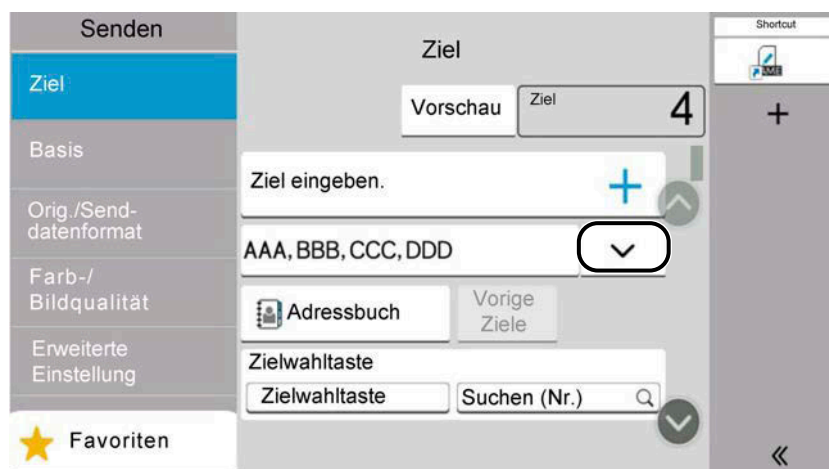 Senden
Ziel
Basis
Orig./Send-
datenformat
Farb-/
Bildqualität
Erweiterte
Einstellung
Favoriten
Ziel
Vorschau
Ziel
4
Ziel eingeben.
AAA, BBB, CCC, DDD
Adressbuch
Vorige
Ziele
Zielwahltaste
Zielwahltaste
Suchen (Nr.)
Shortcut